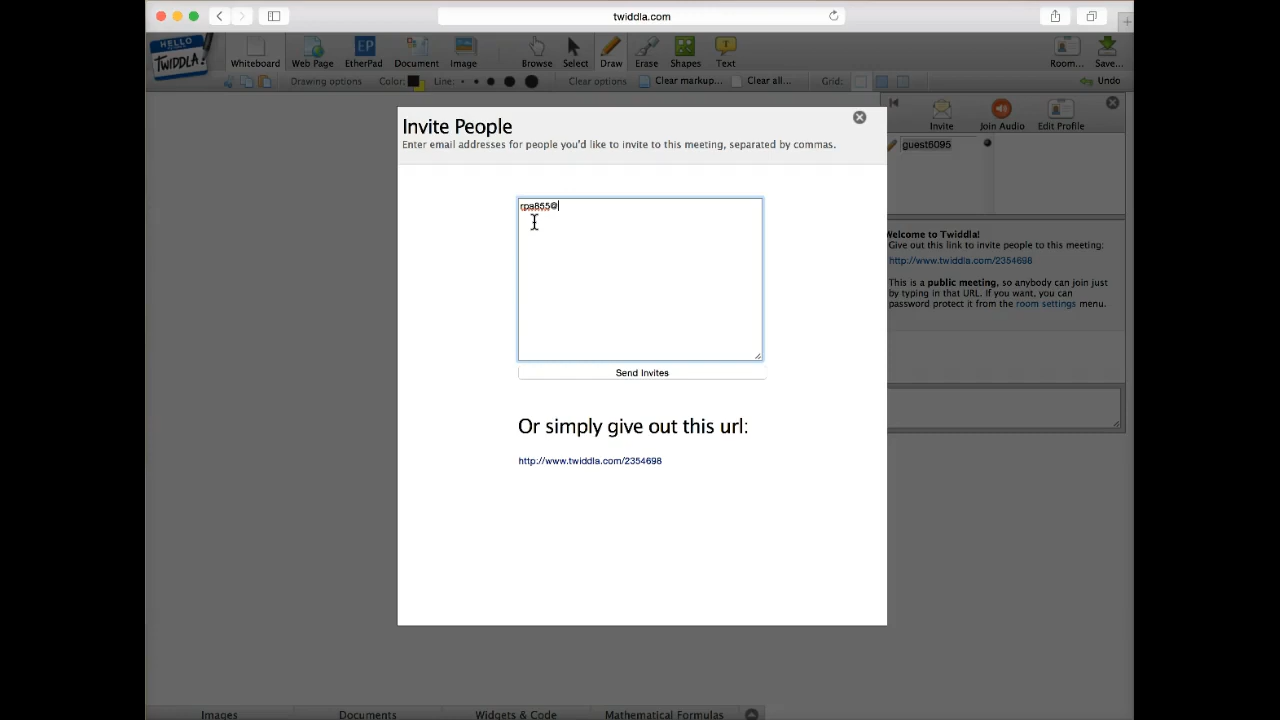 twiddla.com
HELLO
TWIDDLA!
Whiteboard
Web Page
EP
EtherPad
Document
Image
Browse
Select
Draw
Erase
Shapes
Text
Room...
Save...
Drawing options
Color:
Line:
Clear options
Clear markup...
Clear all...
Grid:
Undo
Invite People
Enter email addresses for people you'd like to invite to this meeting, separated by commas.
rps855@
Send Invites
Or simply give out this url:
http://www.twiddla.com/2354698
Invite
Join Audio
Edit Profile
guest6095
Welcome to Twiddla!
Give out this link to invite people to this meeting:
http://www.twiddla.com/2354698
This is a public meeting, so anybody can join just
by typing in that URL. If you want, you can
password protect it from the room settings menu.
Images
Documents
Widgets & Code
Mathematical Formulas